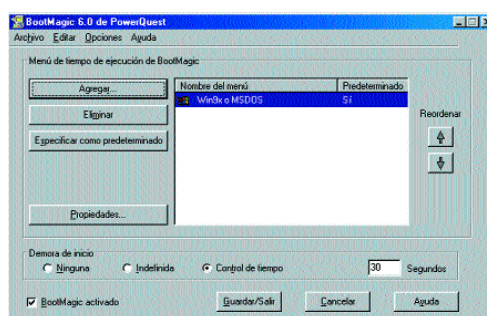 BootMagic 6.0 de PowerQuest
Archivo Editar Opciones Ayuda
Menú de tiempo de ejecución de BootMagic
Agregar...
Eliminar
Especificar como predeterminado
Propiedades...
Nombre del menú Predeterminado
Win9x o MSDOS Sí
Reordenar
Demora de inicio
Ninguna Indefinida Control de tiempo 30 Segundos
BootMagic activado Guardar/Salir Cancelar Ayuda